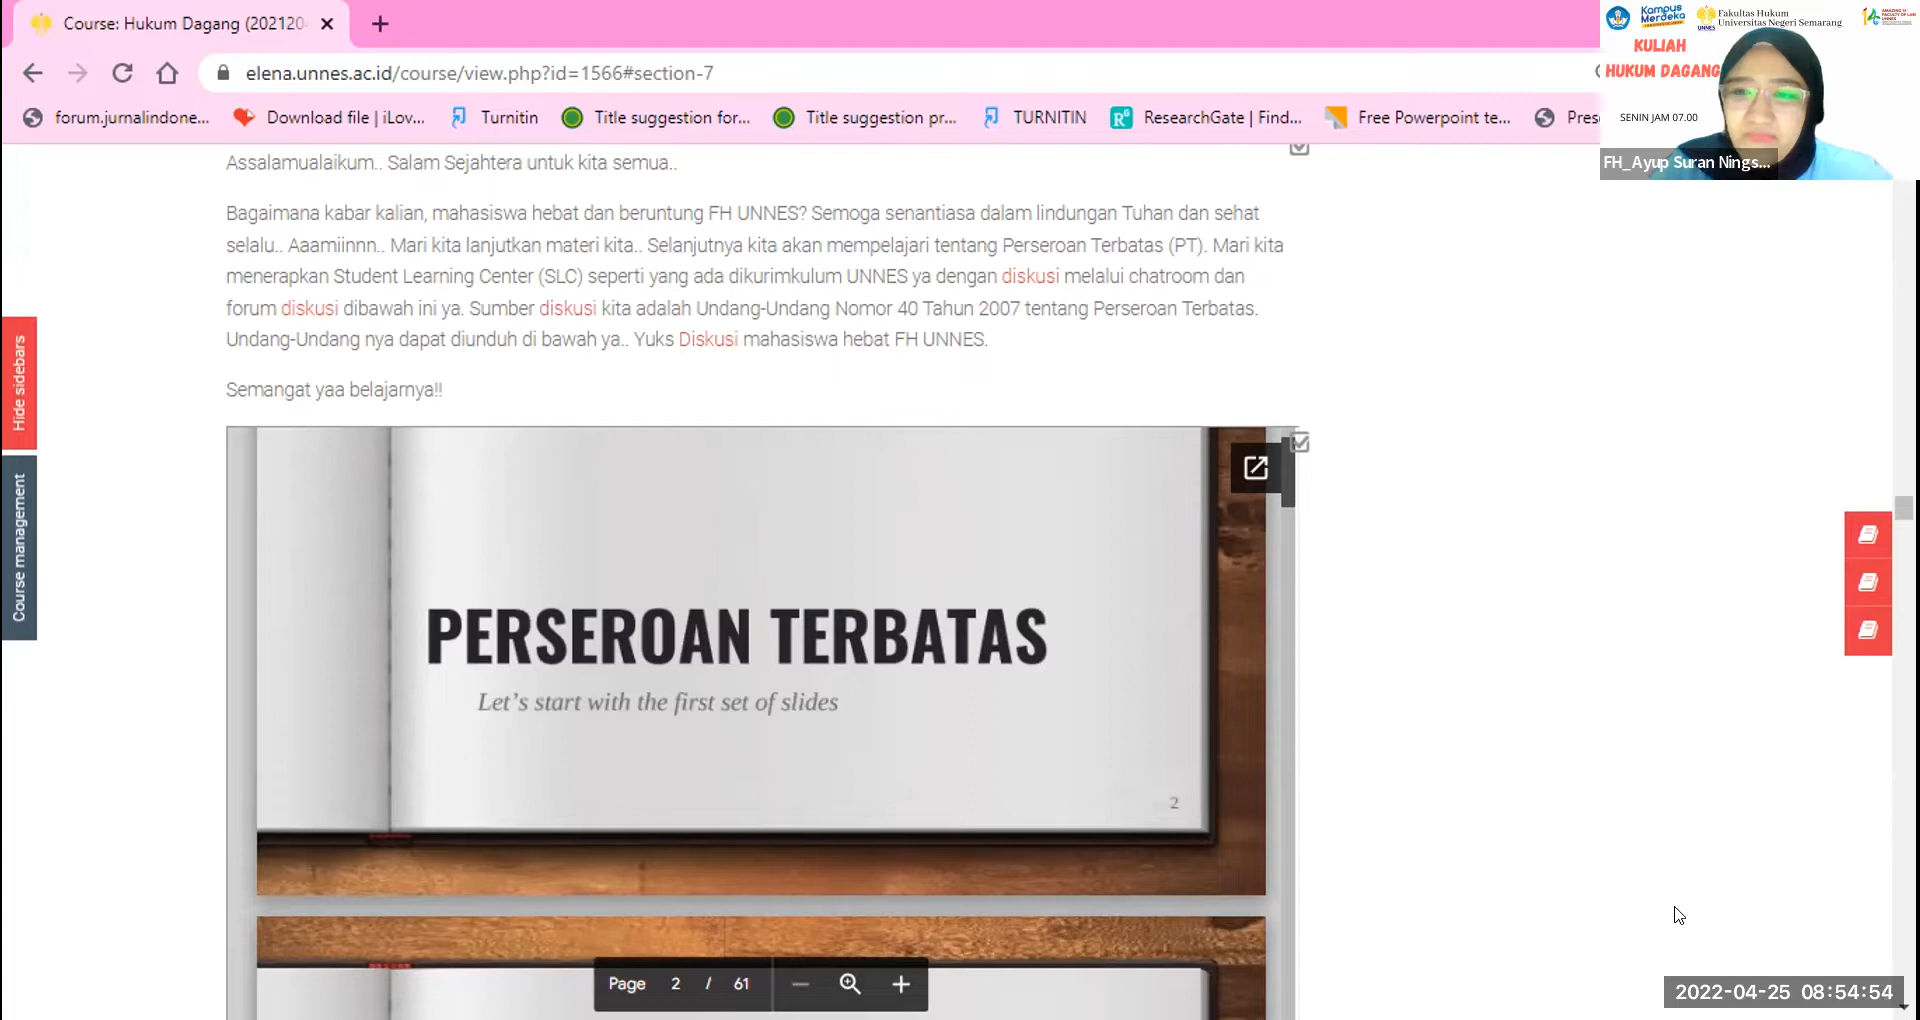 Course: Hukum Dagang (202120
elena.unnes.ac.id/course/view.php?id=1566#section-7
forum.jurnalindone...
Download file | iLov...
Turnitin
Title suggestion for...
Title suggestion pr...
TURNITIN
ResearchGate | Find...
Free Powerpoint te...
Pres
Kampus
Merdeka
UNNES
Fakultas Hukum
Universitas Negeri Semarang
KULIAH
HUKUM DAGANG
SENIN JAM 07.00
FH_Ayup Suran Nings...
Assalamualaikum.. Salam Sejahtera untuk kita semua..
Bagaimana kabar kalian, mahasiswa hebat dan beruntung FH UNNES? Semoga senantiasa dalam lindungan Tuhan dan sehat
selalu.. Aaamiinnn.. Mari kita lanjutkan materi kita.. Selanjutnya kita akan mempelajari tentang Perseroan Terbatas (PT). Mari kita
menerapkan Student Learning Center (SLC) seperti yang ada dikurimkulum UNNES ya dengan diskusi melalui chatroom dan
forum diskusi dibawah ini ya. Sumber diskusi kita adalah Undang-Undang Nomor 40 Tahun 2007 tentang Perseroan Terbatas.
Undang-Undang nya dapat diunduh di bawah ya.. Yuks Diskusi mahasiswa hebat FH UNNES.
Semangat yaa belajarnya!!
Hide sidebars
Course management
PERSEROAN TERBATAS
Let's start with the first set of slides
2
Page 2 / 61
2022-04-25 08:54:54